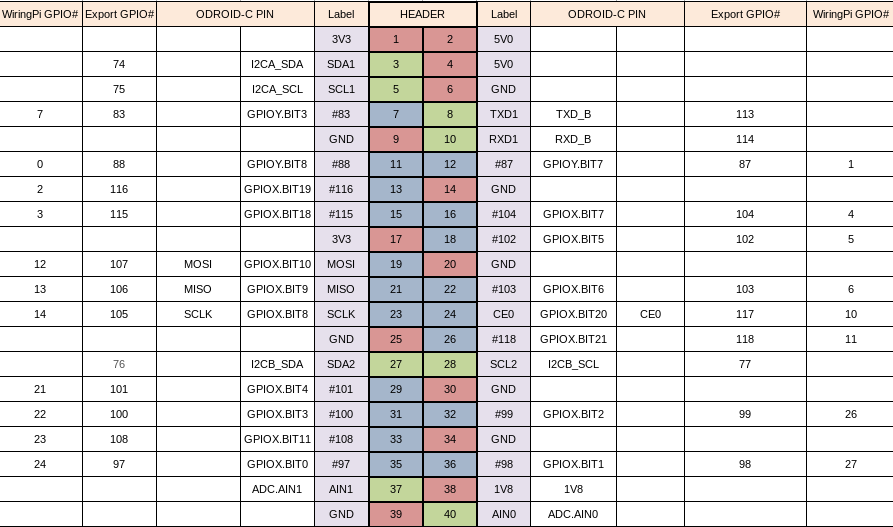 WiringPi GPIO# Export GPIO# ODROID-C PIN Label HEADER Label ODROID-C PIN Export GPIO# WiringPi GPIO#
3V3 1 2 5V0
74 I2CA_SDA SDA1 3 4 5V0
75 I2CA_SCL SCL1 5 6 GND
7 83 GPIOY.BIT3 #83 7 8 TXD1 TXD_B 113
GND 9 10 RXD1 RXD_B 114
0 88 GPIOY.BIT8 #88 11 12 #87 GPIOY.BIT7 87 1
2 116 GPIOX.BIT19 #116 13 14 GND
3 115 GPIOX.BIT18 #115 15 16 #104 GPIOX.BIT7 104 4
3V3 17 18 #102 GPIOX.BIT5 102 5
12 107 MOSI GPIOX.BIT10 MOSI 19 20 GND
13 106 MISO GPIOX.BIT9 MISO 21 22 #103 GPIOX.BIT6 103 6
14 105 SCLK GPIOX.BIT8 SCLK 23 24 CE0 GPIOX.BIT20 CE0 117 10
GND 25 26 #118 GPIOX.BIT21 118 11
76 I2CB_SDA SDA2 27 28 SCL2 I2CB_SCL 77
21 101 GPIOX.BIT4 #101 29 30 GND
22 100 GPIOX.BIT3 #100 31 32 #99 GPIOX.BIT2 99 26
23 108 GPIOX.BIT11 #108 33 34 GND
24 97 GPIOX.BIT0 #97 35 36 #98 GPIOX.BIT1 98 27
ADC.AIN1 AIN1 37 38 1V8 1V8
GND 39 40 AIN0 ADC.AIN0